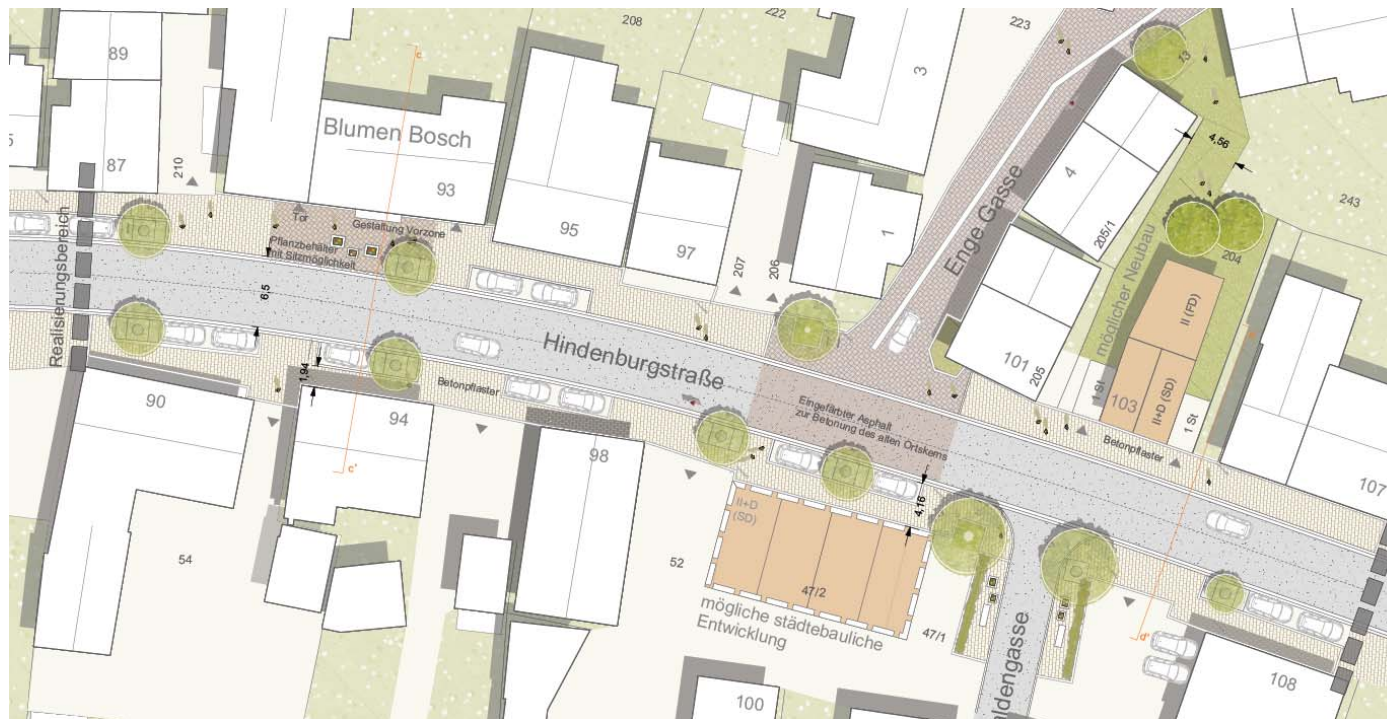 208
222
223
89
c
3
13
Blumen Bosch
4,56
87
210
93
4
243
Realisierungsbereich
Tor
Gestaltung Vorzone
Pflanzbehälter
mit Sitzmöglichkeit
95
97
1
Enge Gasse
205/1
204
207
206
6,5
möglicher Neubau
II (FD)
Hindenburgstraße
101
205
1 St
103
II+D (SD)
1 St
1,94
Betonpflaster
Eingefärbter Asphalt
zur Betonung des alten Ortskerns
Betonpflaster
107
90
94
98
c'
4,16
II+D
(SD)
54
52
47/2
mögliche städtebauliche
Entwicklung
47/1
aldengasse
d'
108
100